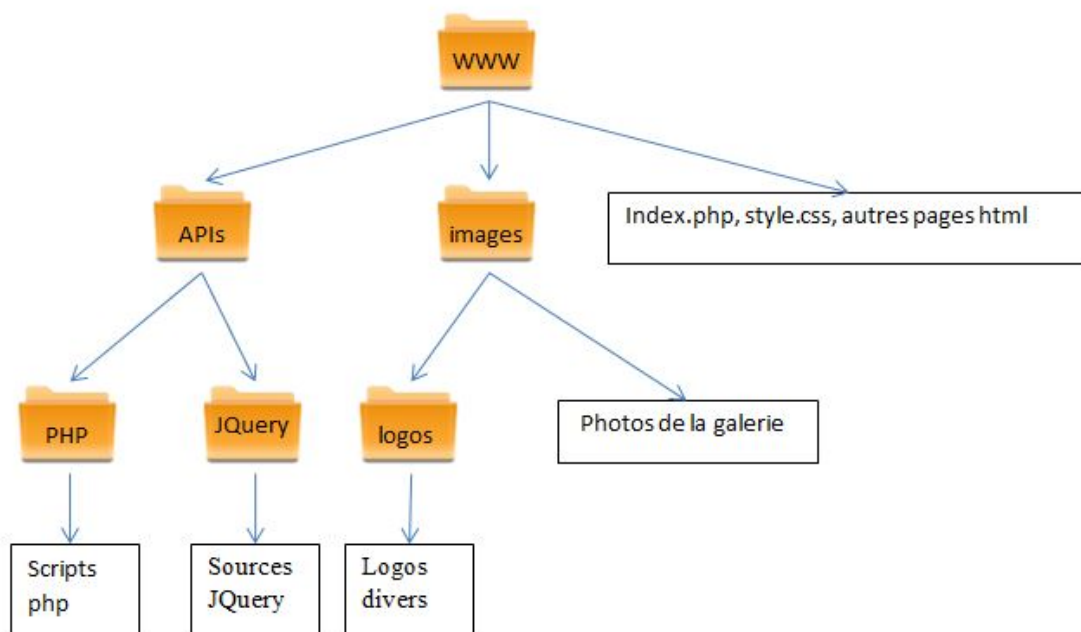 WWW
APIs
images
Index.php, style.css, autres pages html
PHP
JQuery
logos
Photos de la galerie
Scripts
php
Sources
JQuery
Logos
divers